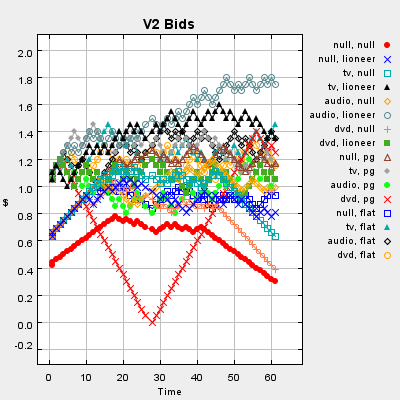 V2 Bids
2.0
1.8
1.6
1.4
1.2
1.0
0.8
0.6
0.4
0.2
0.0
-0.2
$
0 10 20 30 40 50 60
Time
null, null
null, lioneer
tv, null
tv, lioneer
audio, null
audio, lioneer
dvd, null
dvd, lioneer
null, pg
tv, pg
audio, pg
dvd, pg
null, flat
tv, flat
audio, flat
dvd, flat